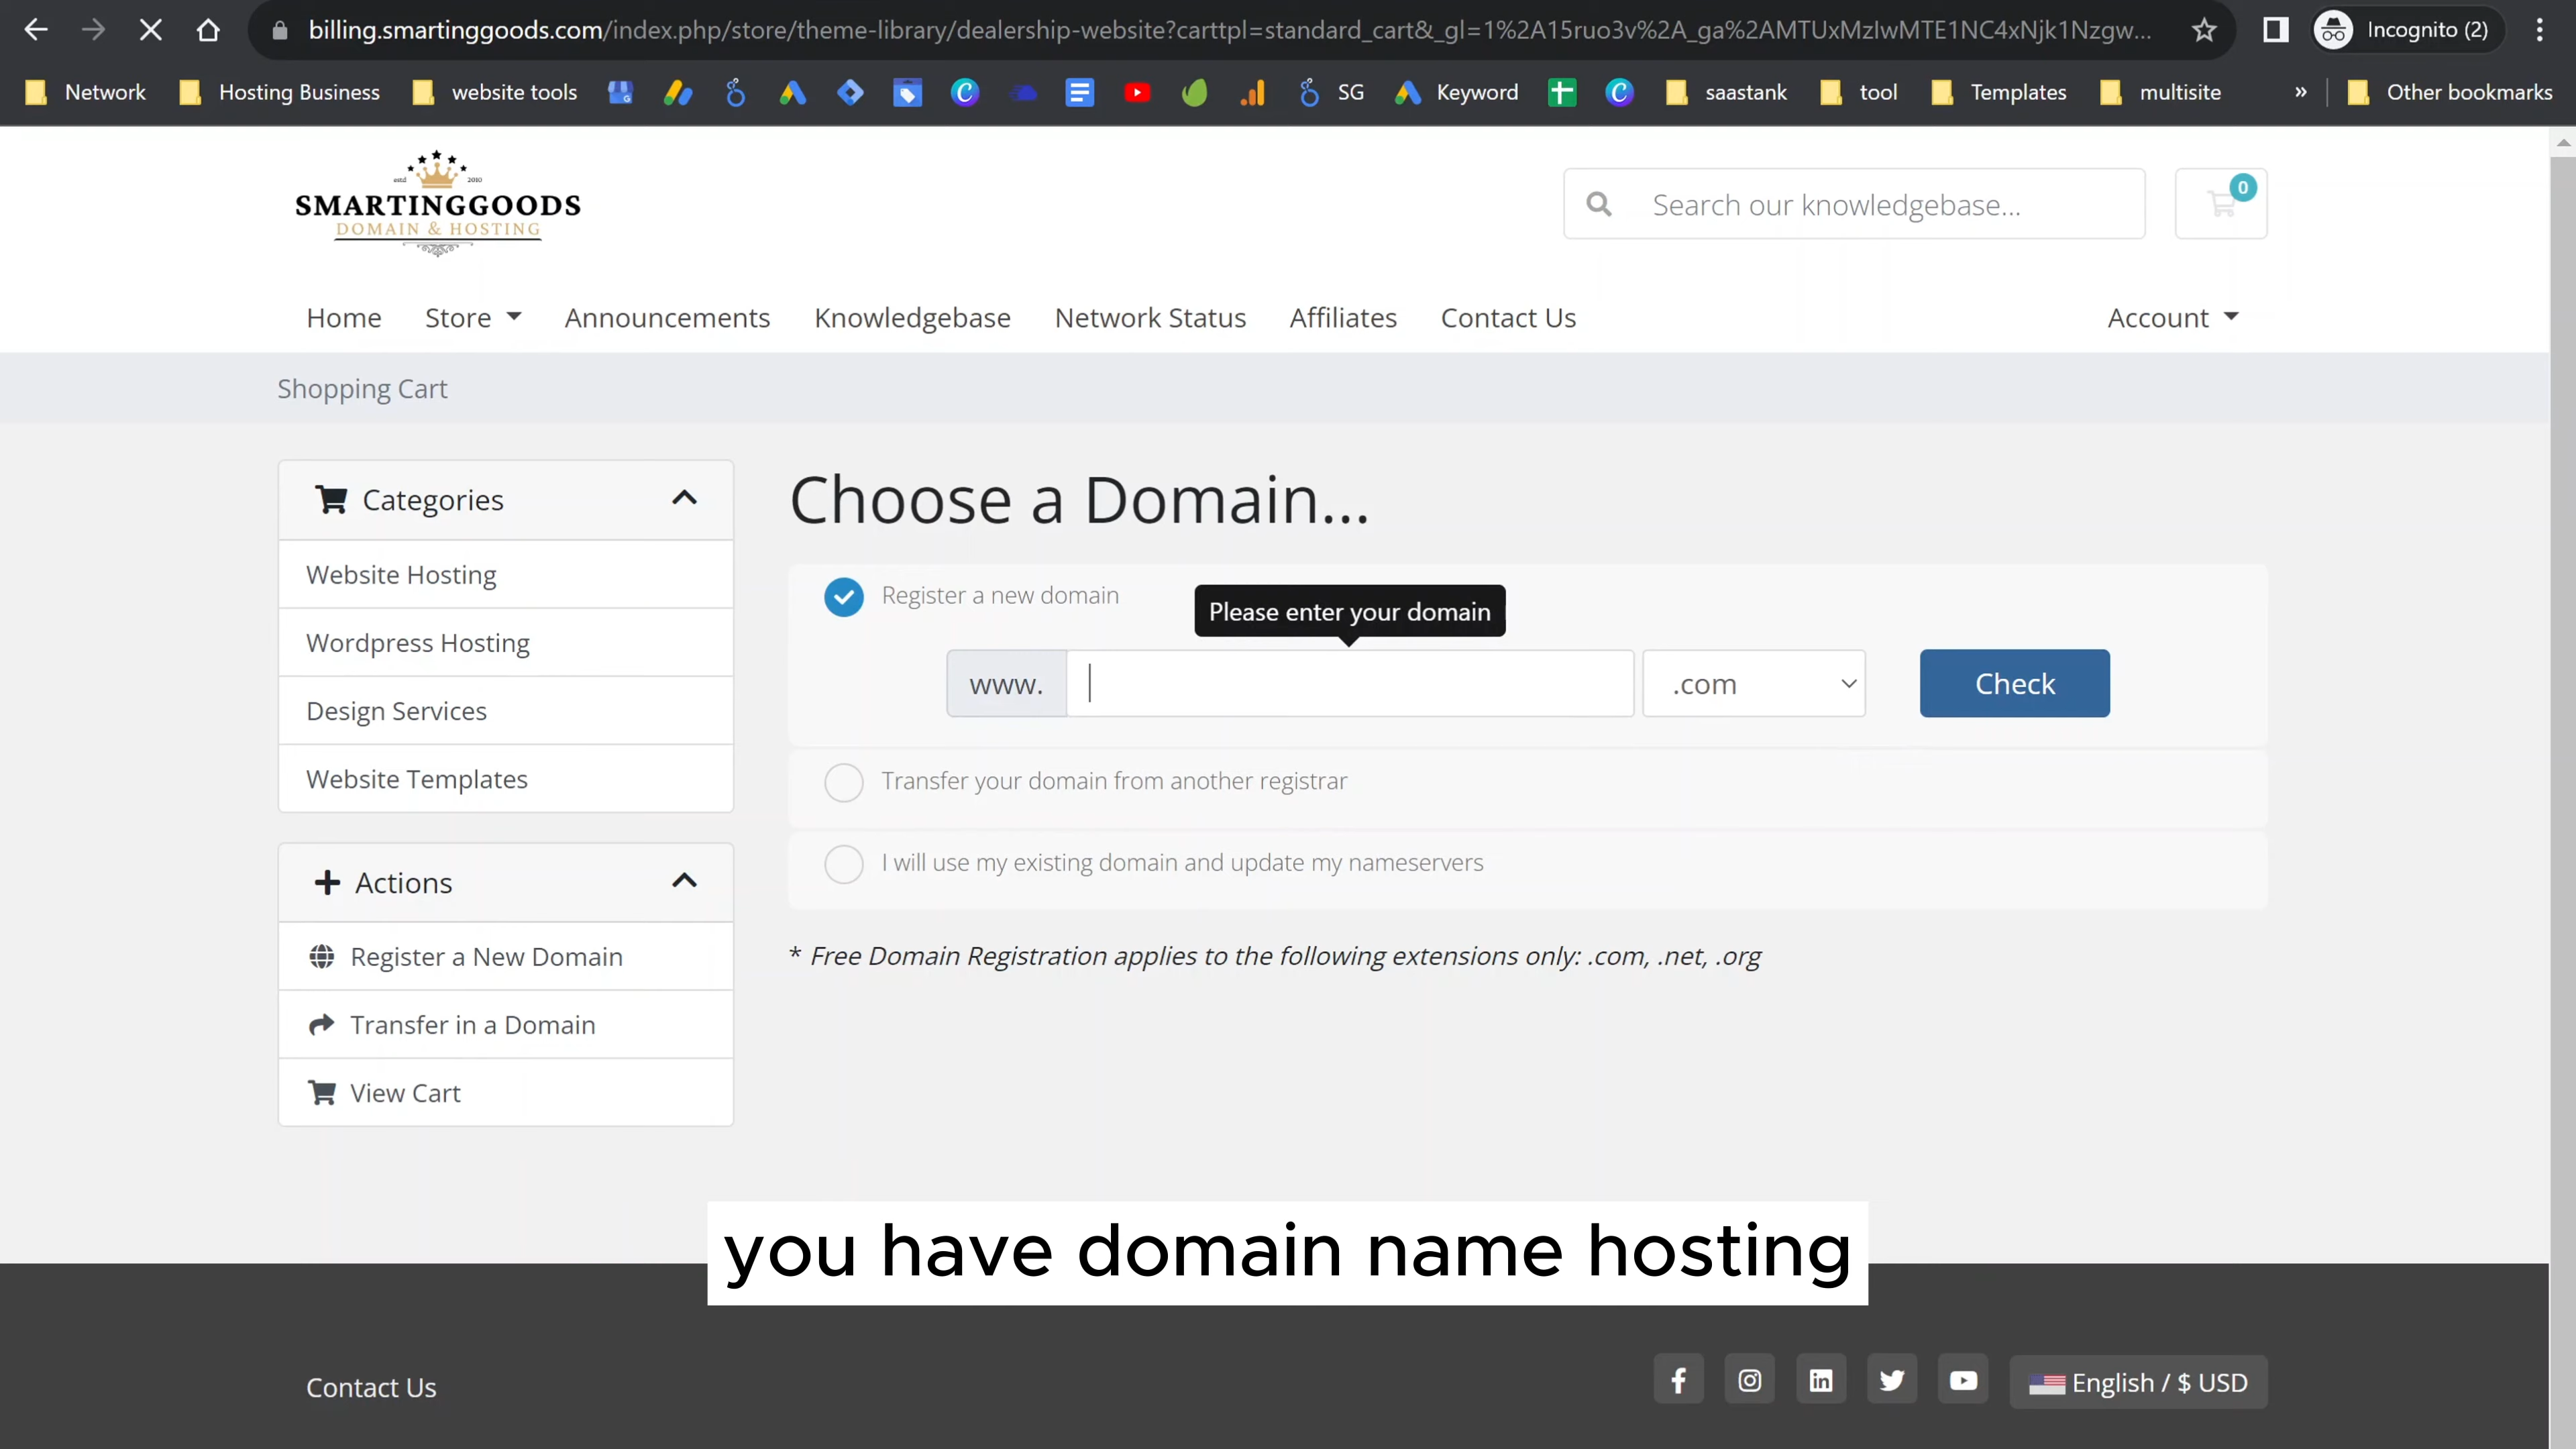 billing.smartinggoods.com/index.php/store/theme-library/dealership-website?carttpl=standard_cart&_gl=1%2A15ruo3v%2A_ga%2AMTUxMzIwMTE1NC4xNjk1Nzgw...
Incognito (2)
Network
Hosting Business
website tools
SG
Keyword
saastank
tool
Templates
multisite
»
Other bookmarks
estd
2010
SMARTINGGOODS
DOMAIN & HOSTING
Search our knowledgebase...
0
Home
Store
Announcements
Knowledgebase
Network Status
Affiliates
Contact Us
Account
Shopping Cart
Categories
Website Hosting
Wordpress Hosting
Design Services
Website Templates
Actions
Register a New Domain
Transfer in a Domain
View Cart
Choose a Domain...
Register a new domain
Please enter your domain
www.
.com
Check
Transfer your domain from another registrar
I will use my existing domain and update my nameservers
* Free Domain Registration applies to the following extensions only: .com, .net, .org
you have domain name hosting
Contact Us
English / $ USD